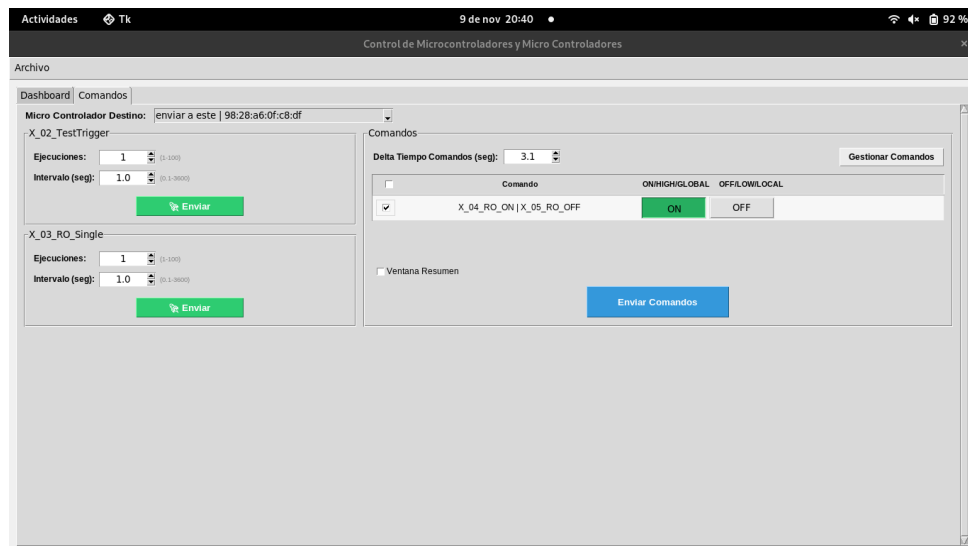 Actividades Tk 9 de nov 20:40 92 %
Control de Microcontroladores y Micro Controladores
Archivo
Dashboard Comandos
Micro Controlador Destino: enviar a este | 98:28:a6:0f:c8:df
X_02_TestTrigger
Ejecuciones: 1 (1-100)
Intervalo (seg): 1.0 (0.1-3600)
Enviar
X_03_RO_Single
Ejecuciones: 1 (1-100)
Intervalo (seg): 1.0 (0.1-3600)
Enviar
Comandos
Delta Tiempo Comandos (seg): 3.1 Gestionar Comandos
Comando ON/HIGH/GLOBAL OFF/LOW/LOCAL
X_04_RO_ON | X_05_RO_OFF ON OFF
Ventana Resumen
Enviar Comandos